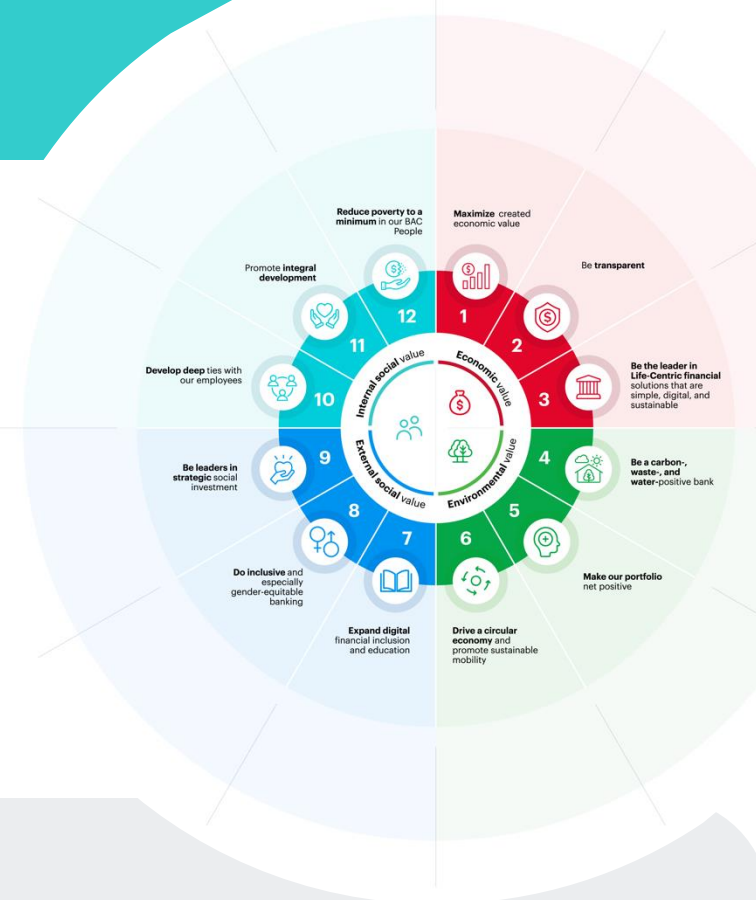 Reduce poverty to a
minimum in our BAC
People
Maximize created
economic value
Promote integral
development
Be transparent
Develop deep ties with
our employees
Be the leader in
Life-Centric financial
solutions that are
simple, digital, and
sustainable
12
1
11
2
10
3
9
4
8
5
7
6
Internal social value
Economic value
External social value
Environmental value
Be leaders in
strategic social
investment
Be a carbon-,
waste-, and
water-positive bank
Do inclusive and
especially
gender-equitable
banking
Make our portfolio
net positive
Expand digital
financial inclusion
and education
Drive a circular
economy and
promote sustainable
mobility